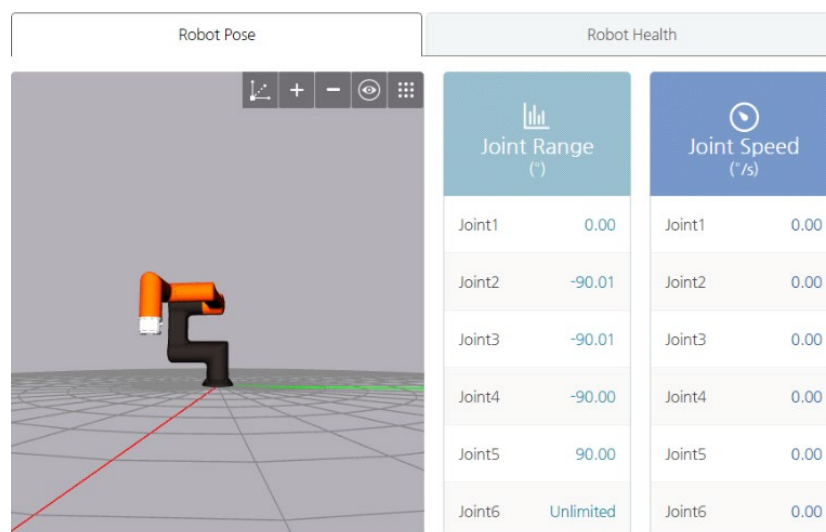 Robot Pose
Robot Health
Joint Range
(°)
Joint1 0.00
Joint2 -90.01
Joint3 -90.01
Joint4 -90.00
Joint5 90.00
Joint6 Unlimited
Joint Speed
(°/s)
Joint1 0.00
Joint2 0.00
Joint3 0.00
Joint4 0.00
Joint5 0.00
Joint6 0.00